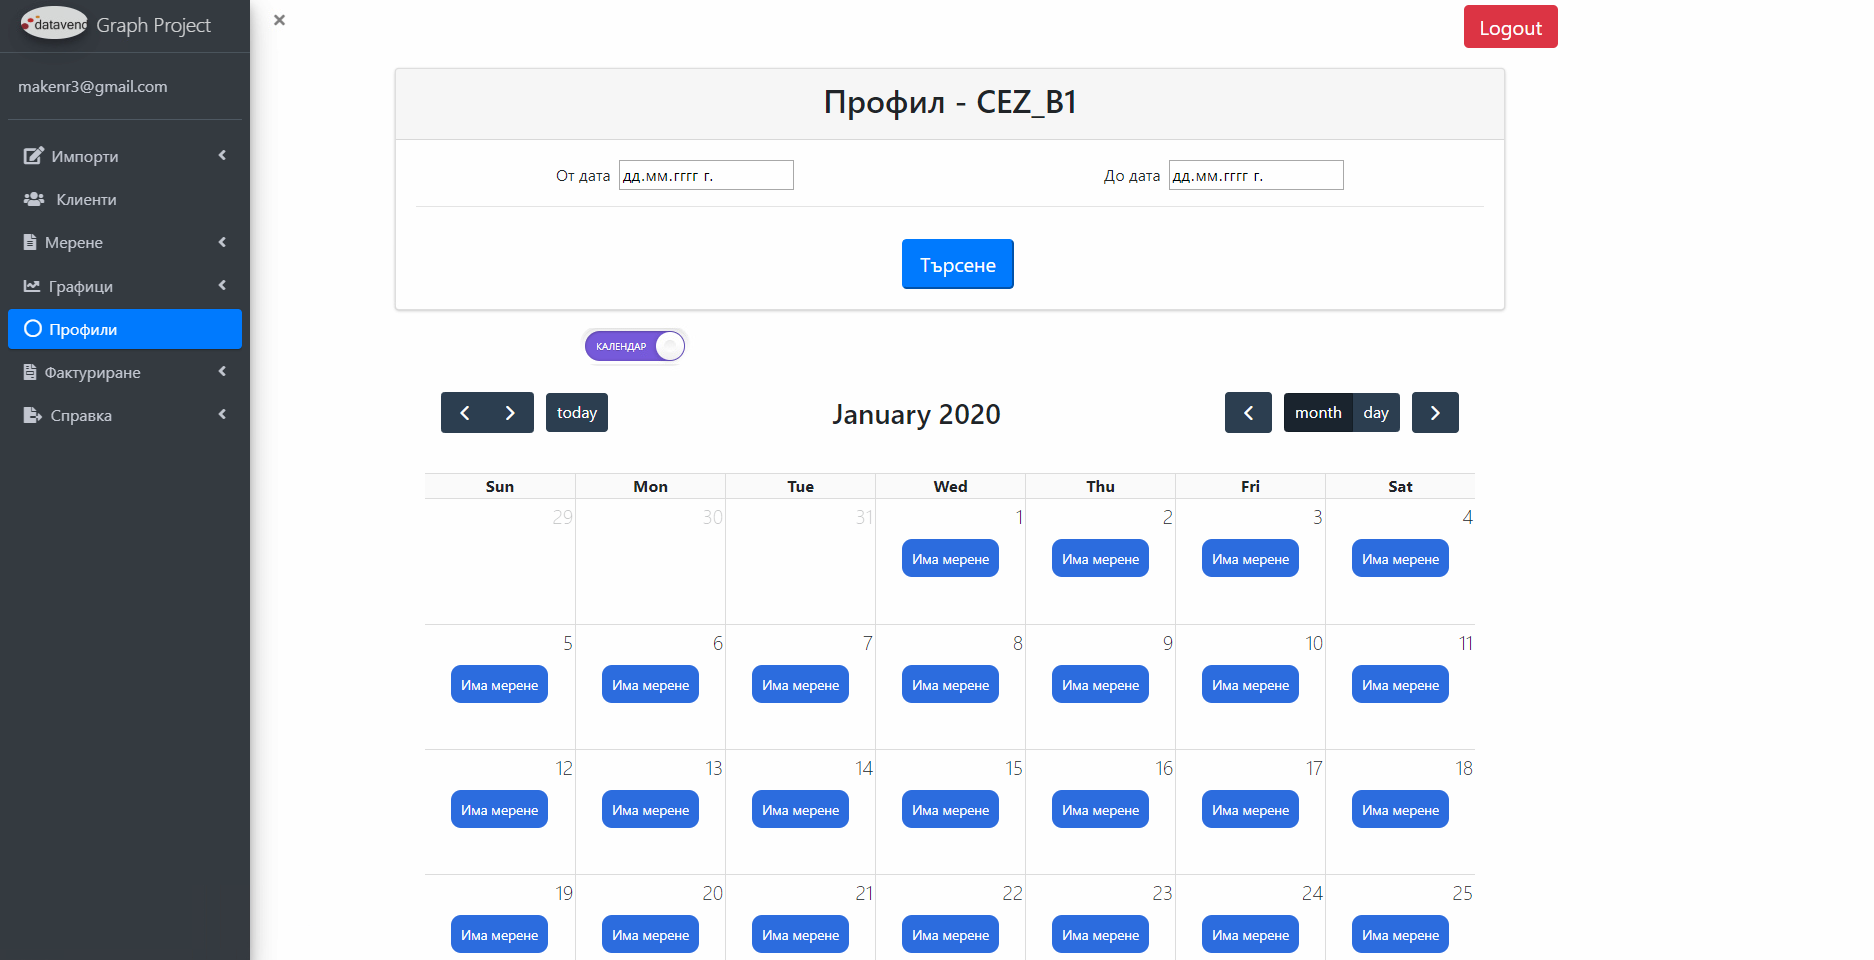 datavend Graph Project
makenr3@gmail.com
Импорти
Клиенти
Мерене
Графици
Профили
Фактуриране
Справка
×
Logout
Профил - CEZ_B1
От дата дд.мм.гггг г. До дата дд.мм.гггг г.
Търсене
КАЛЕНДАР
today January 2020 month day
Sun Mon Tue Wed Thu Fri Sat
29 30 31 1 2 3 4
Има мерене Има мерене Има мерене Има мерене
5 6 7 8 9 10 11
Има мерене Има мерене Има мерене Има мерене Има мерене Има мерене Има мерене
12 13 14 15 16 17 18
Има мерене Има мерене Има мерене Има мерене Има мерене Има мерене Има мерене
19 20 21 22 23 24 25
Има мерене Има мерене Има мерене Има мерене Има мерене Има мерене Има мерене